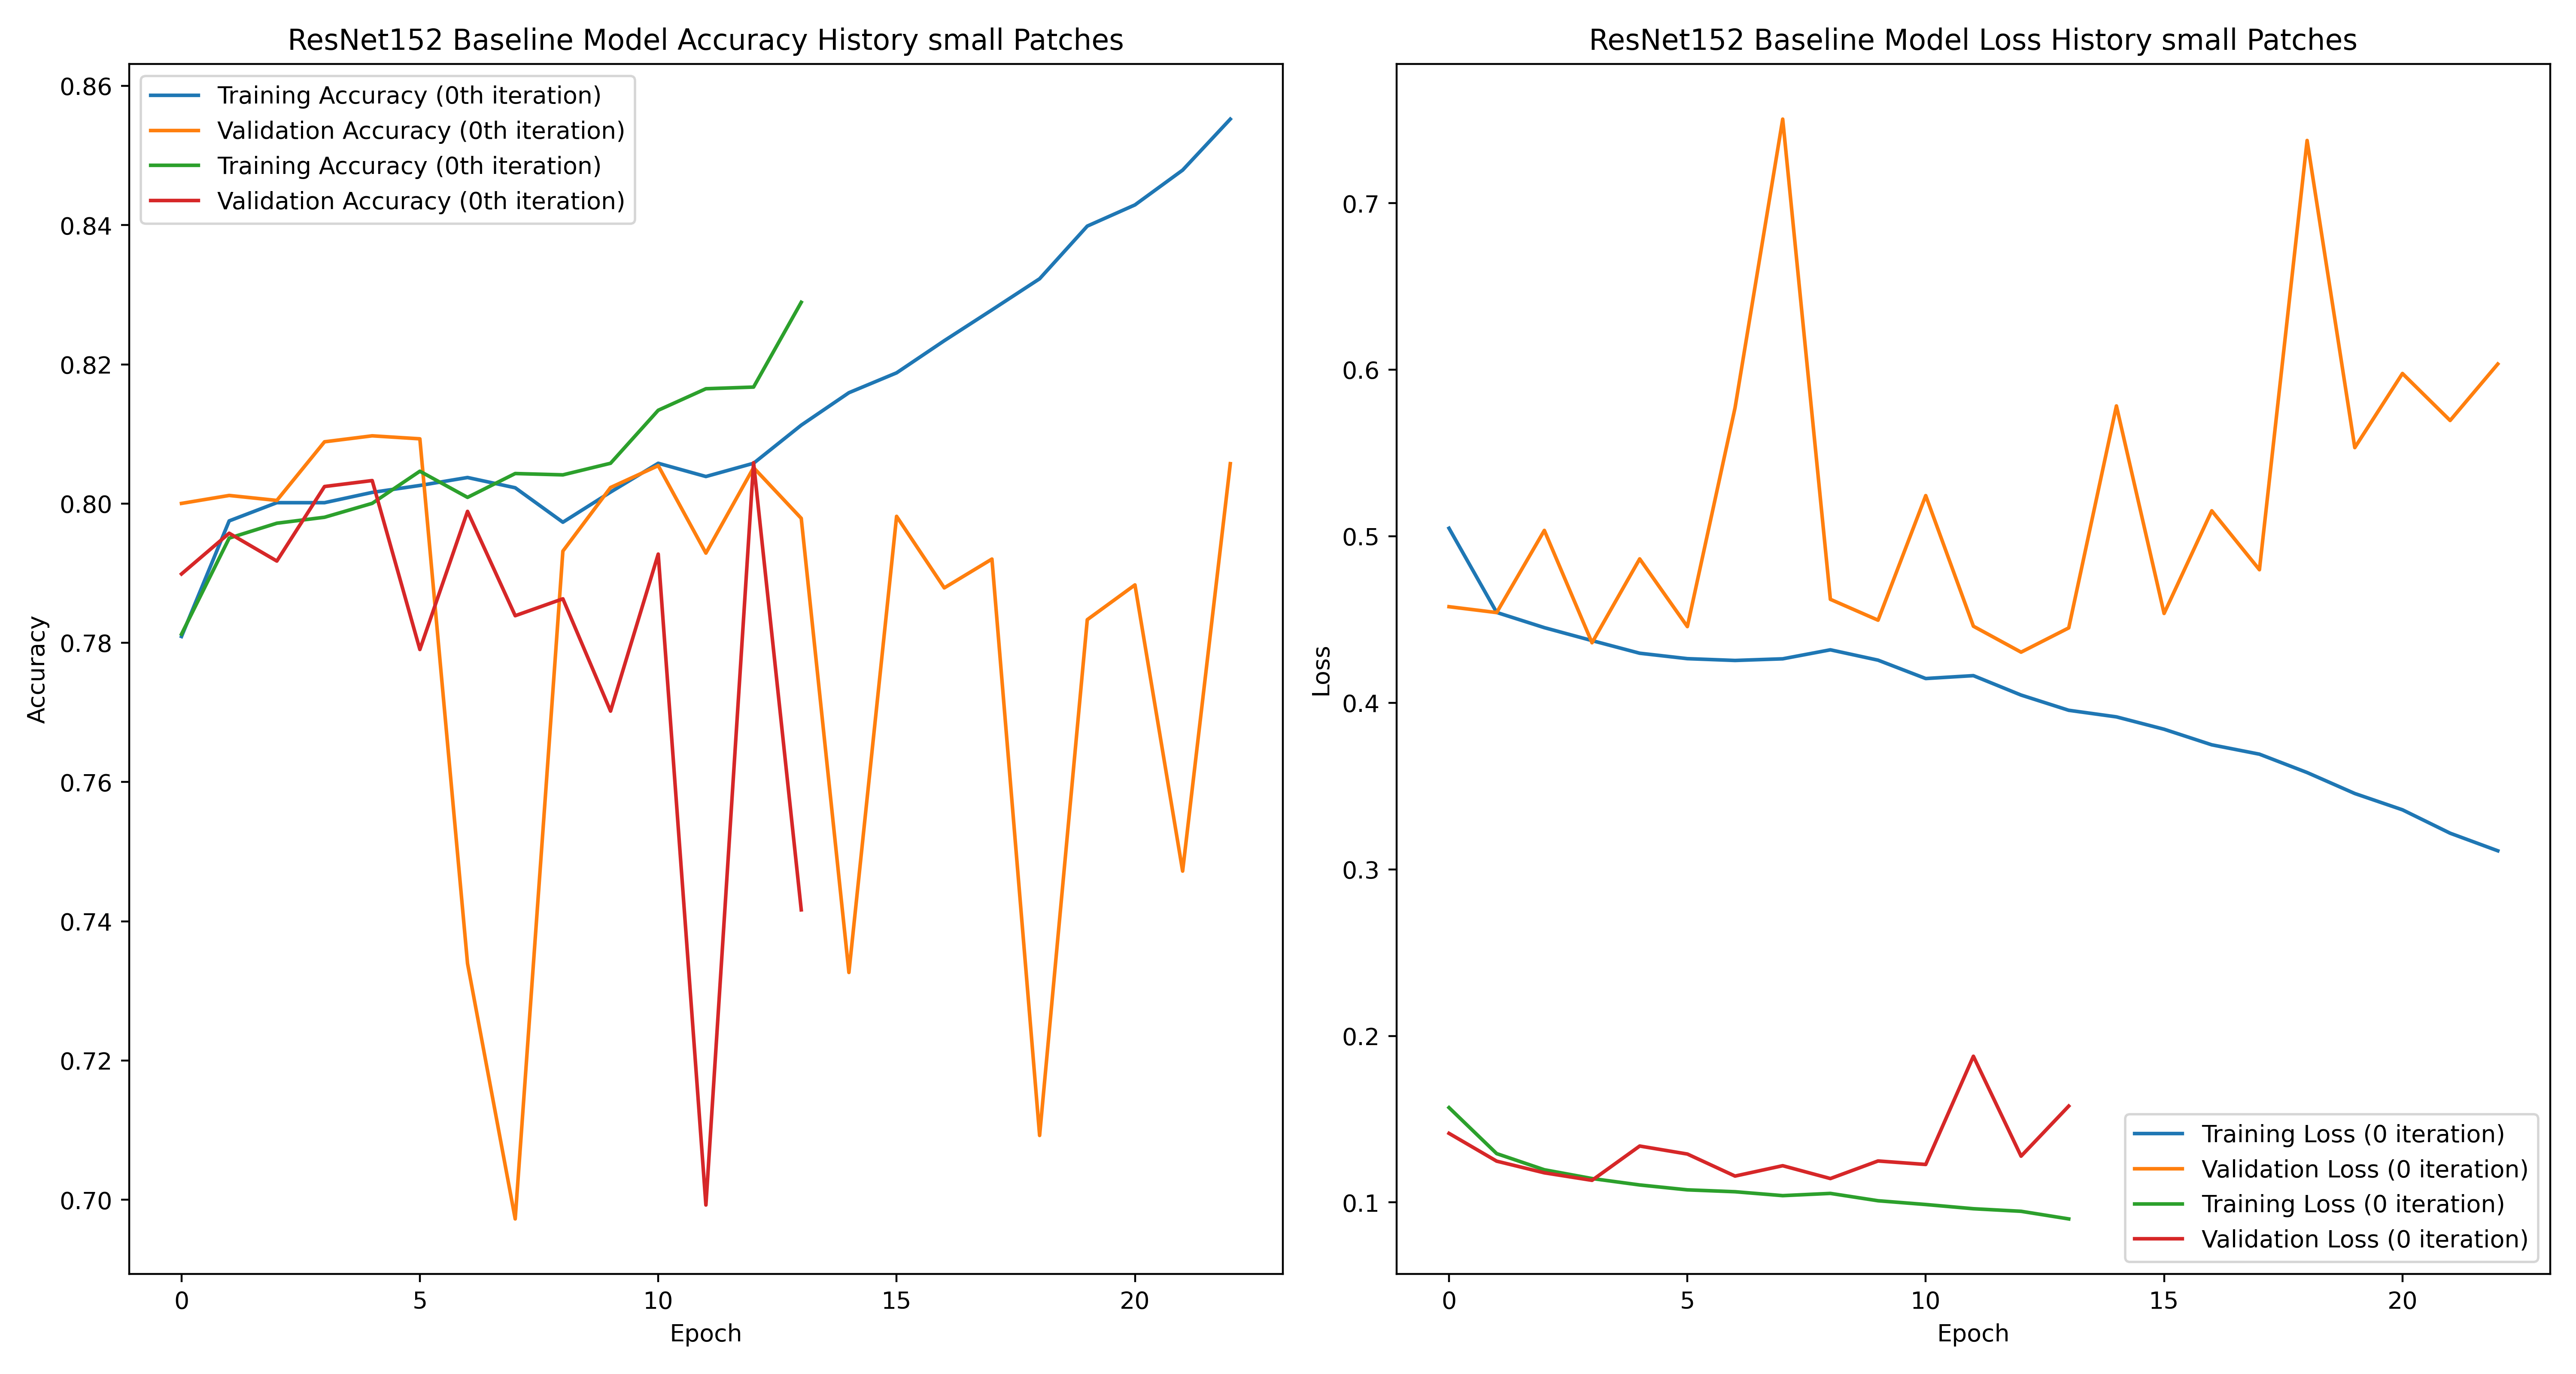 ResNet152 Baseline Model Accuracy History small Patches
0.86
0.84
0.82
0.80
0.78
0.76
0.74
0.72
0.70
Accuracy
Training Accuracy (0th iteration)
Validation Accuracy (0th iteration)
Training Accuracy (0th iteration)
Validation Accuracy (0th iteration)
0
5
10
15
20
Epoch
ResNet152 Baseline Model Loss History small Patches
0.7
0.6
0.5
0.4
0.3
0.2
0.1
Loss
Training Loss (0 iteration)
Validation Loss (0 iteration)
Training Loss (0 iteration)
Validation Loss (0 iteration)
0
5
10
15
20
Epoch